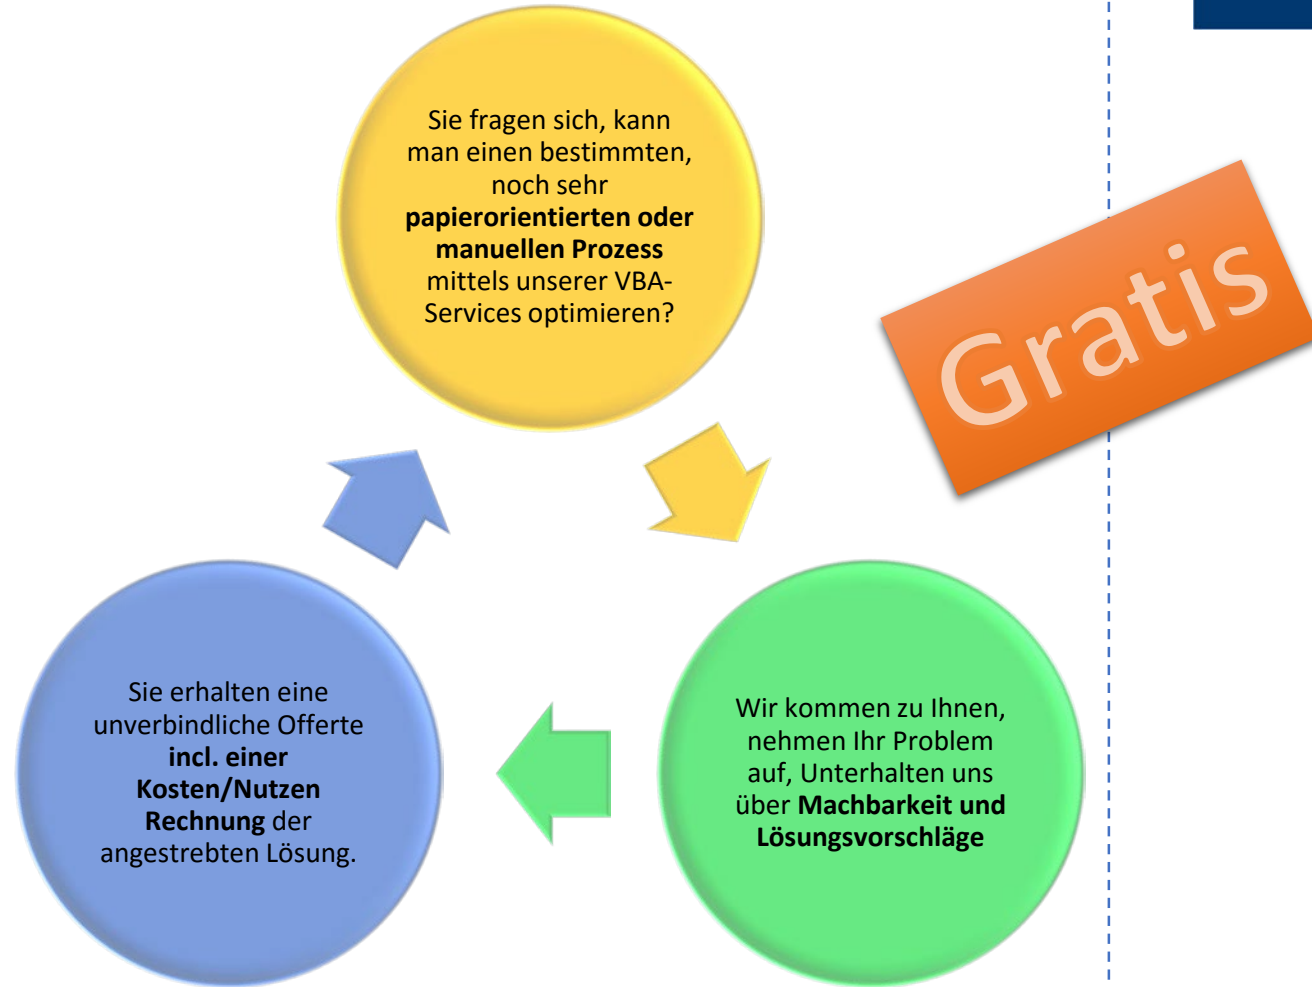 Sie fragen sich, kann
man einen bestimmten,
noch sehr
papierorientierten oder
manuellen Prozess
mittels unserer VBA-
Services optimieren?
Gratis
Wir kommen zu Ihnen,
nehmen Ihr Problem
auf, Unterhalten uns
über Machbarkeit und
Lösungsvorschläge
Sie erhalten eine
unverbindliche Offerte
incl. einer
Kosten/Nutzen
Rechnung der
angestrebten Lösung.